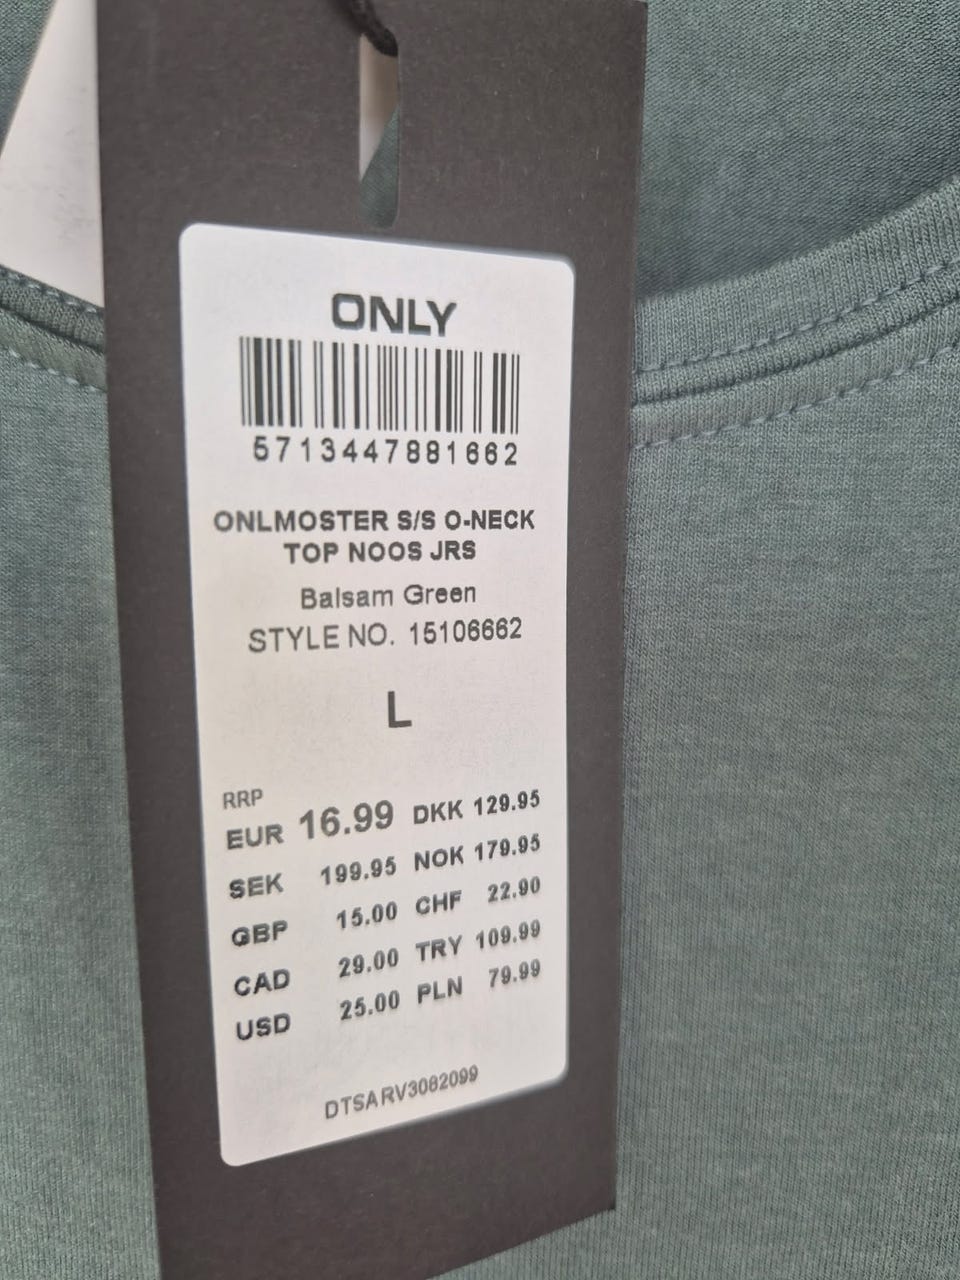 ONLY
5713447881662
ONLMOSTER S/S O-NECK
TOP NOOS JRS
Balsam Green
STYLE NO. 15106662
L
RRP
EUR 16.99 DKK 129.95
SEK 199.95 NOK 179.95
GBP 15.00 CHF 22.90
CAD 29.00 TRY 109.99
USD 25.00 PLN 79.99
DTSARV3082099